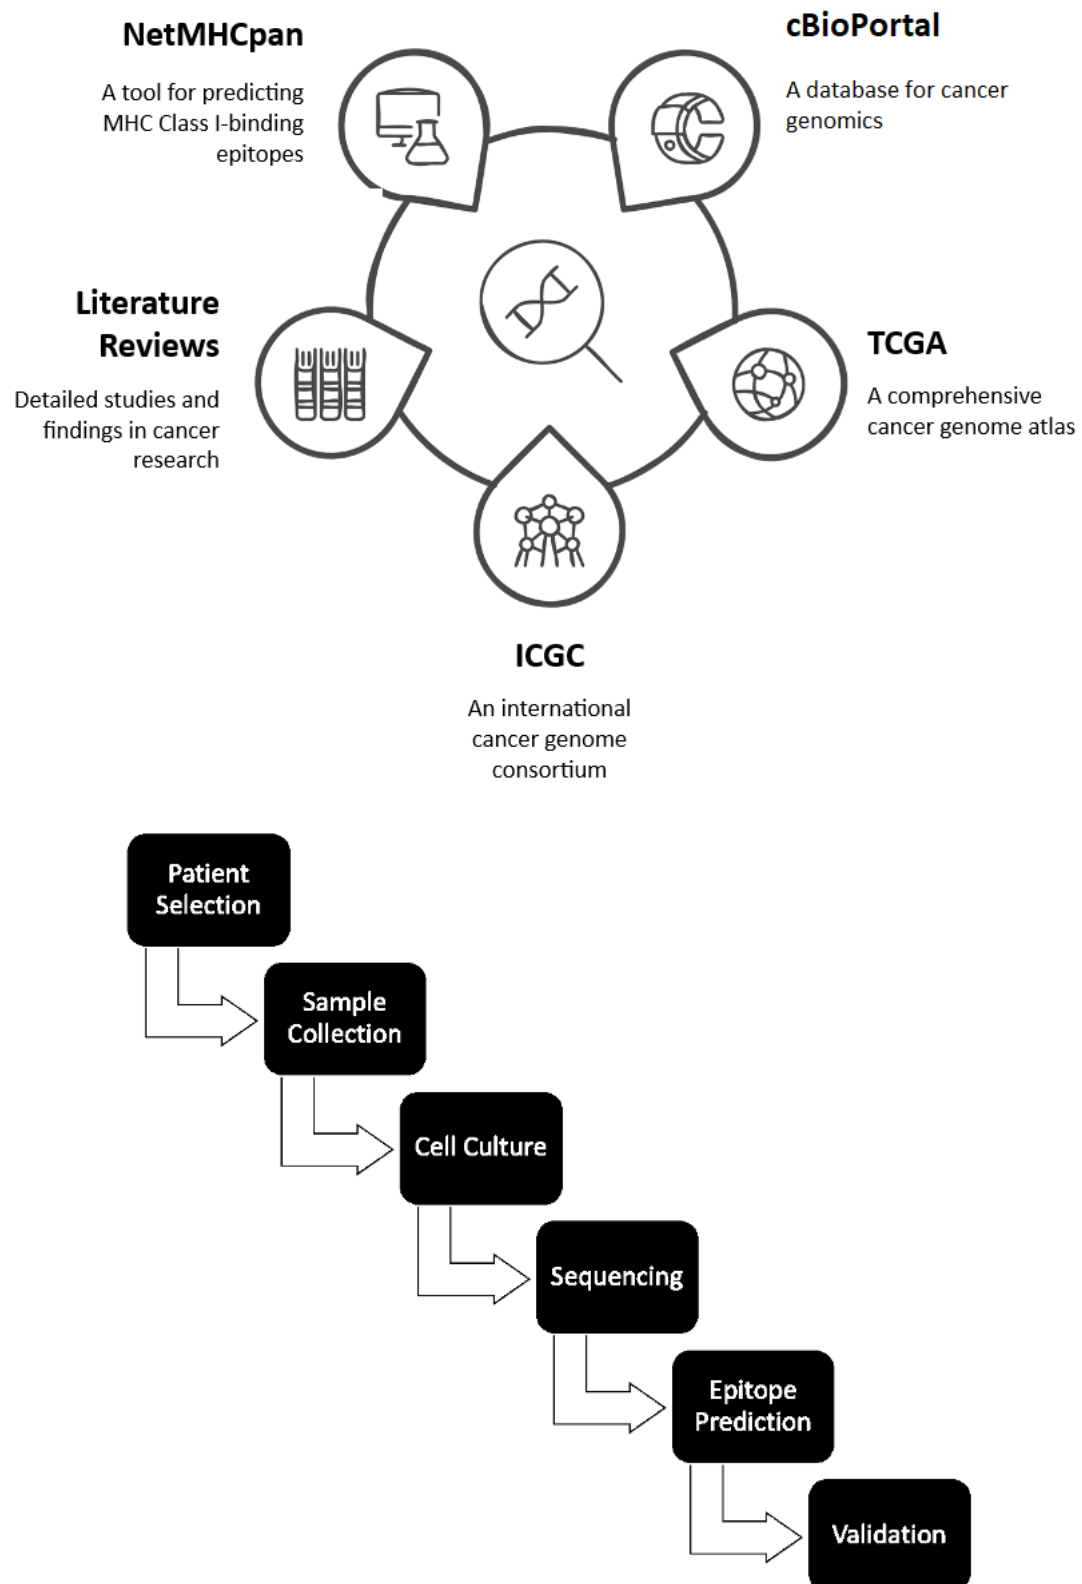 NetMHCpan
A tool for predicting
MHC Class I-binding
epitopes
cBioPortal
A database for cancer
genomics
Literature
Reviews
Detailed studies and
findings in cancer
research
TCGA
A comprehensive
cancer genome atlas
ICGC
An international
cancer genome
consortium
Patient
Selection
Sample
Collection
Cell Culture
Sequencing
Epitope
Prediction
Validation